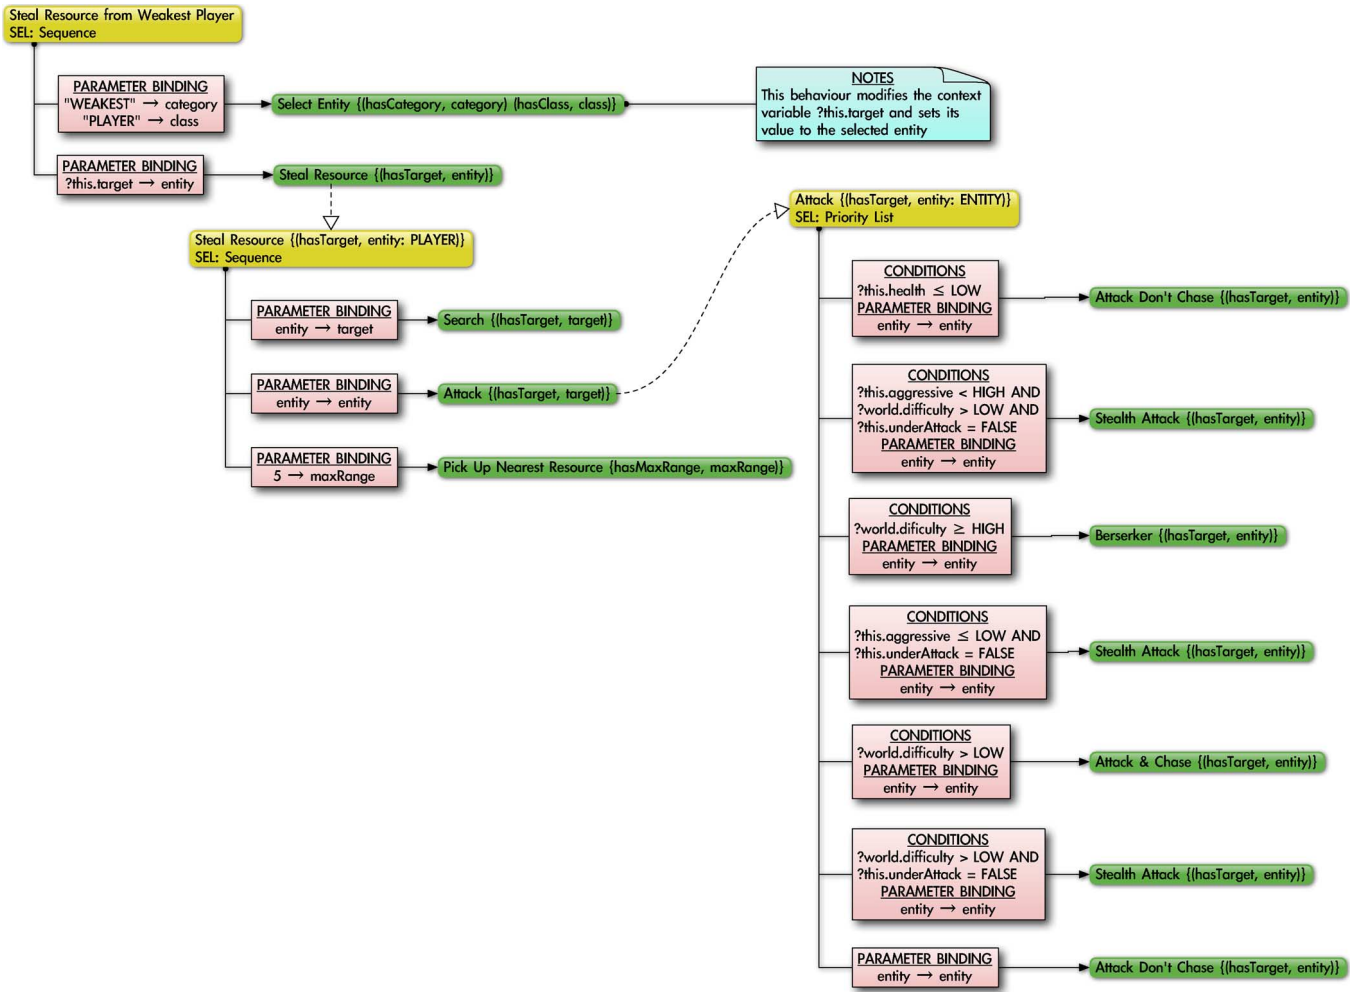 Steal Resource from Weakest Player
SEL: Sequence
PARAMETER BINDING
"WEAKEST" → category
"PLAYER" → class
Select Entity {(hasCategory, category) (hasClass, class)}
NOTES
This behaviour modifies the context
variable ?this.target and sets its
value to the selected entity
PARAMETER BINDING
?this.target → entity
Steal Resource {(hasTarget, entity)}
Steal Resource {(hasTarget, entity: PLAYER)}
SEL: Sequence
PARAMETER BINDING
entity → target
Search {(hasTarget, target)}
PARAMETER BINDING
entity → entity
Attack {(hasTarget, target)}
PARAMETER BINDING
5 → maxRange
Pick Up Nearest Resource {hasMaxRange, maxRange)}
Attack {(hasTarget, entity: ENTITY)}
SEL: Priority List
CONDITIONS
?this.health ≤ LOW
PARAMETER BINDING
entity → entity
Attack Don't Chase {(hasTarget, entity)}
CONDITIONS
?this.aggressive < HIGH AND
?world.difficulty > LOW AND
?this.underAttack = FALSE
PARAMETER BINDING
entity → entity
Stealth Attack {(hasTarget, entity)}
CONDITIONS
?world.dificulty ≥ HIGH
PARAMETER BINDING
entity → entity
Berserker {(hasTarget, entity)}
CONDITIONS
?this.aggressive ≤ LOW AND
?this.underAttack = FALSE
PARAMETER BINDING
entity → entity
Stealth Attack {(hasTarget, entity)}
CONDITIONS
?world.difficulty > LOW
PARAMETER BINDING
entity → entity
Attack & Chase {(hasTarget, entity)}
CONDITIONS
?world.difficulty > LOW AND
?this.underAttack = FALSE
PARAMETER BINDING
entity → entity
Stealth Attack {(hasTarget, entity)}
PARAMETER BINDING
entity → entity
Attack Don't Chase {(hasTarget, entity)}